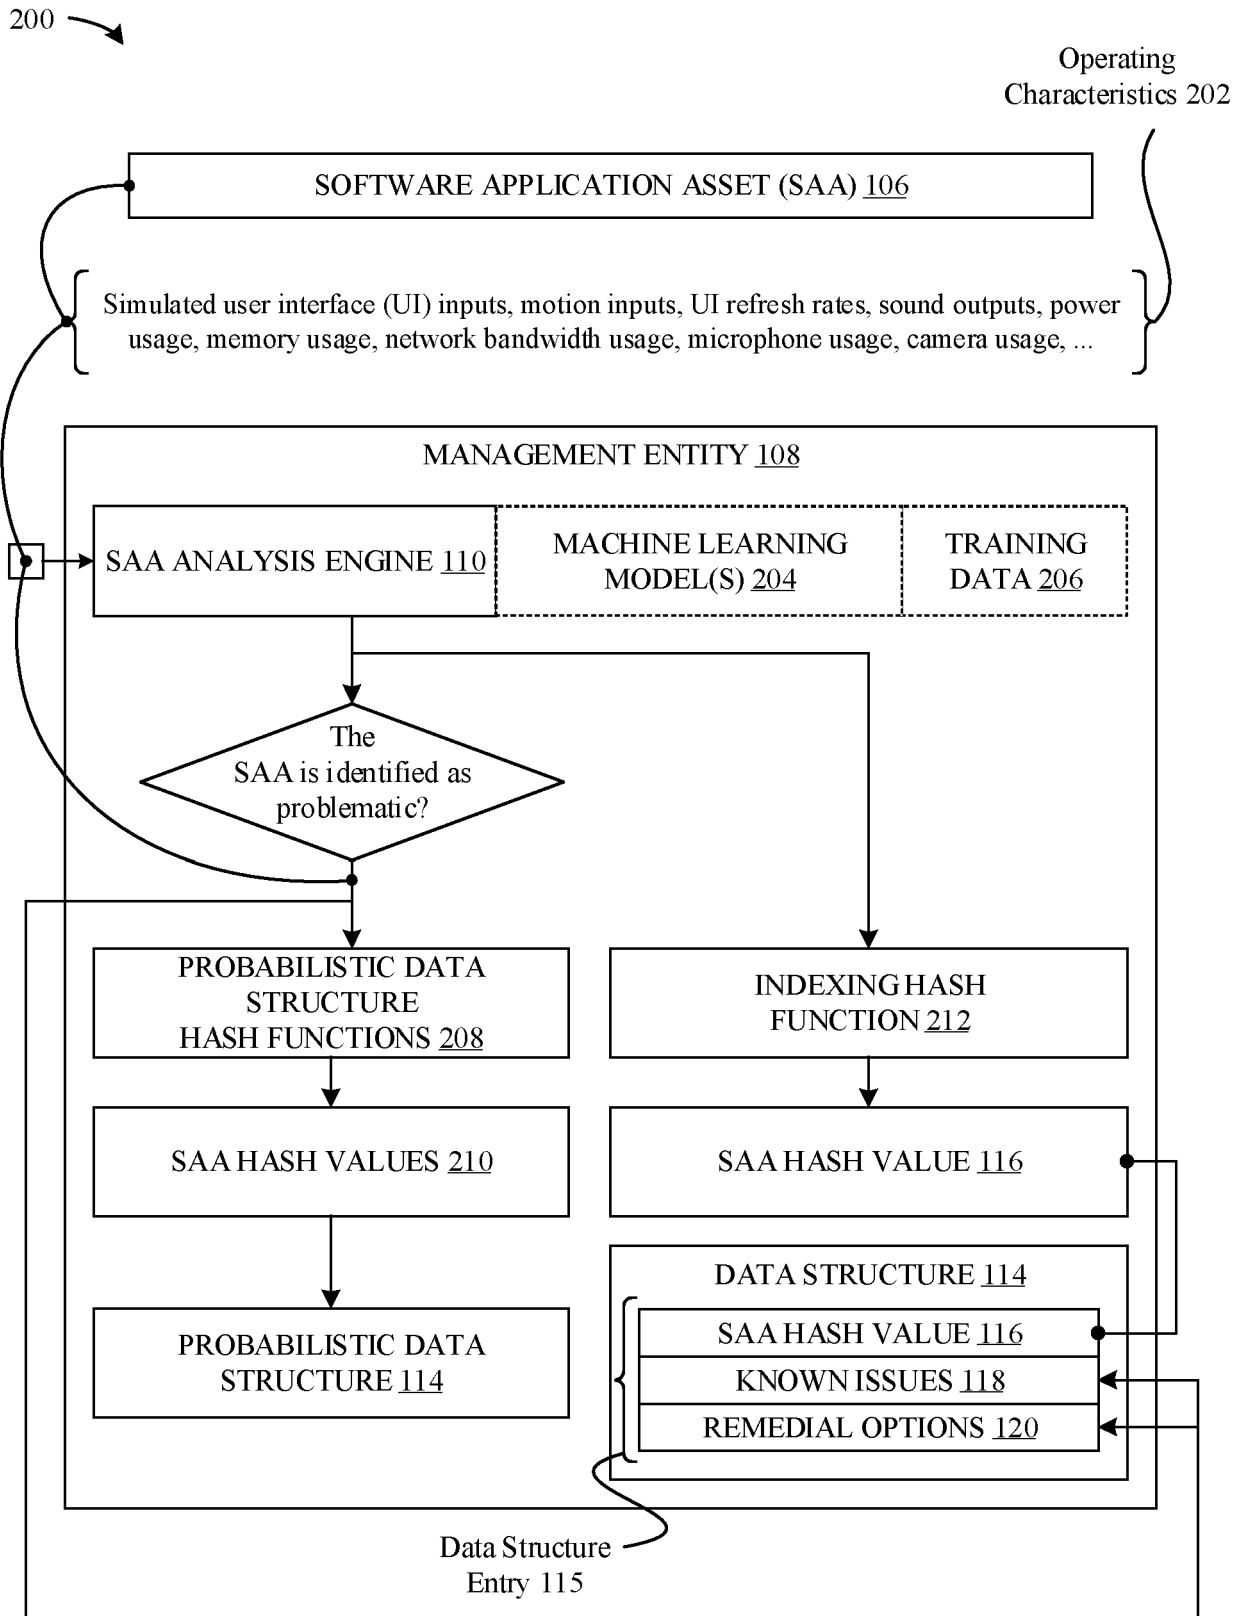 200
Operating
Characteristics 202
SOFTWARE APPLICATION ASSET (SAA) 106
Simulated user interface (UI) inputs, motion inputs, UI refresh rates, sound outputs, power
usage, memory usage, network bandwidth usage, microphone usage, camera usage, ...
MANAGEMENT ENTITY 108
SAA ANALYSIS ENGINE 110
MACHINE LEARNING
MODEL(S) 204
TRAINING
DATA 206
The
SAA is identified as
problematic?
PROBABILISTIC DATA
STRUCTURE
HASH FUNCTIONS 208
INDEXING HASH
FUNCTION 212
SAA HASH VALUES 210
SAA HASH VALUE 116
PROBABILISTIC DATA
STRUCTURE 114
DATA STRUCTURE 114
SAA HASH VALUE 116
KNOWN ISSUES 118
REMEDIAL OPTIONS 120
Data Structure
Entry 115